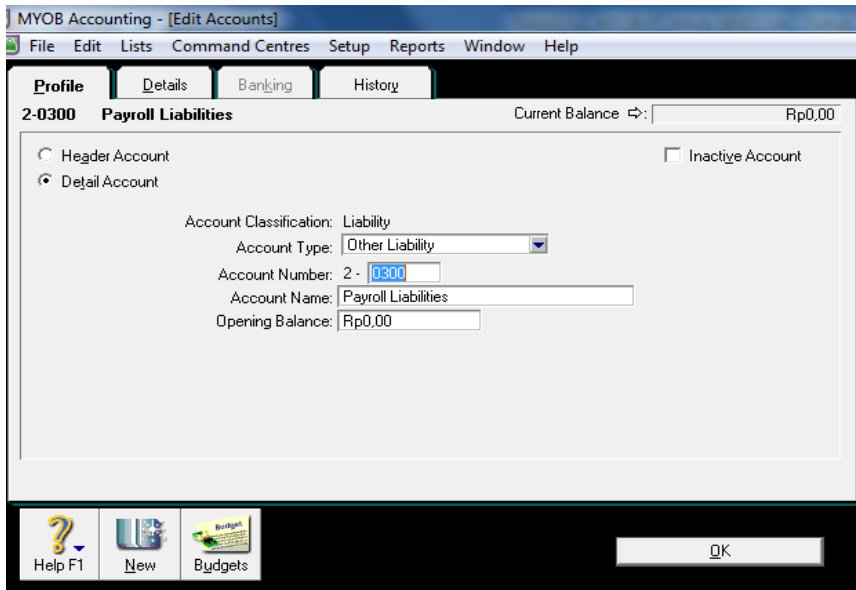 MYOB Accounting - [Edit Accounts]
File Edit Lists Command Centres Setup Reports Window Help
Profile Details Banking History
2-0300 Payroll Liabilities Current Balance ⇨: Rp0,00
Header Account Inactive Account
Detail Account
Account Classification: Liability
Account Type: Other Liability
Account Number: 2 - 0300
Account Name: Payroll Liabilities
Opening Balance: Rp0,00
Budget
Help F1 New Budgets OK